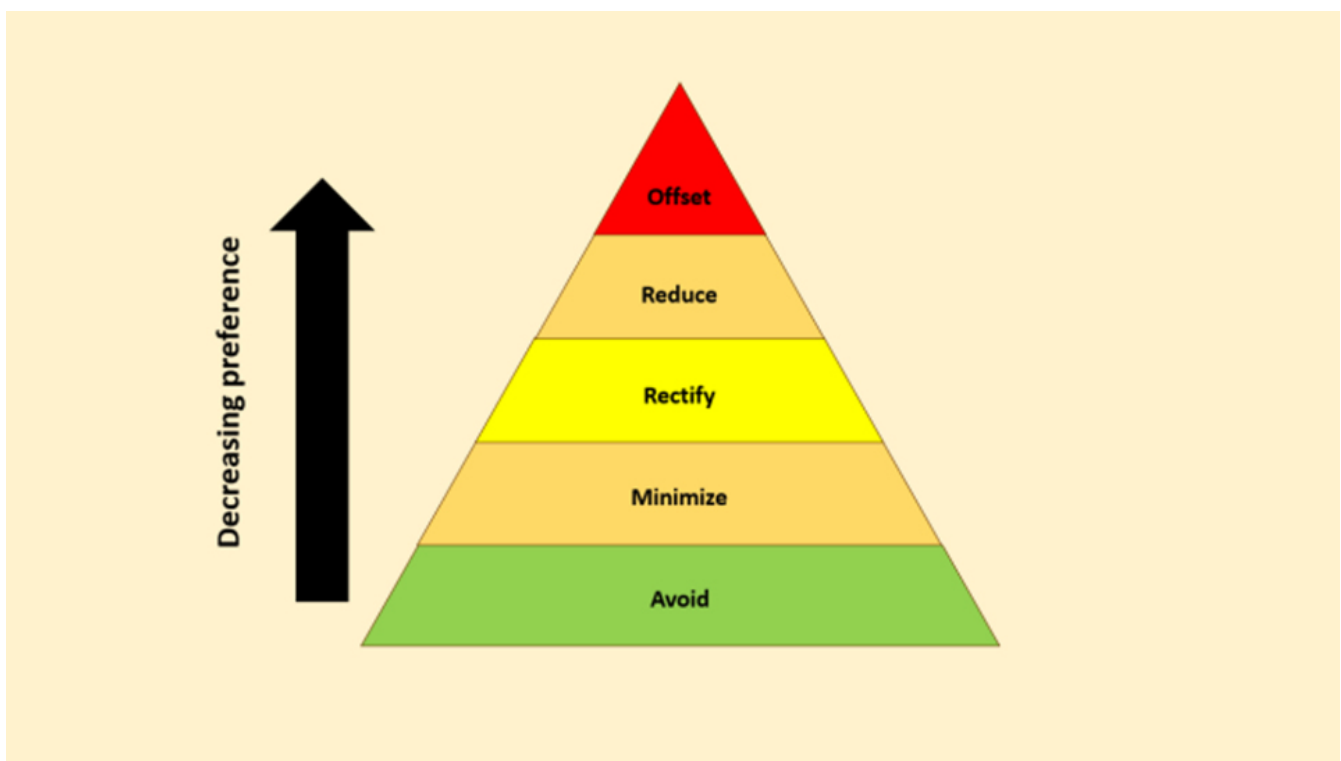 Decreasing preference
Offset
Reduce
Rectify
Minimize
Avoid